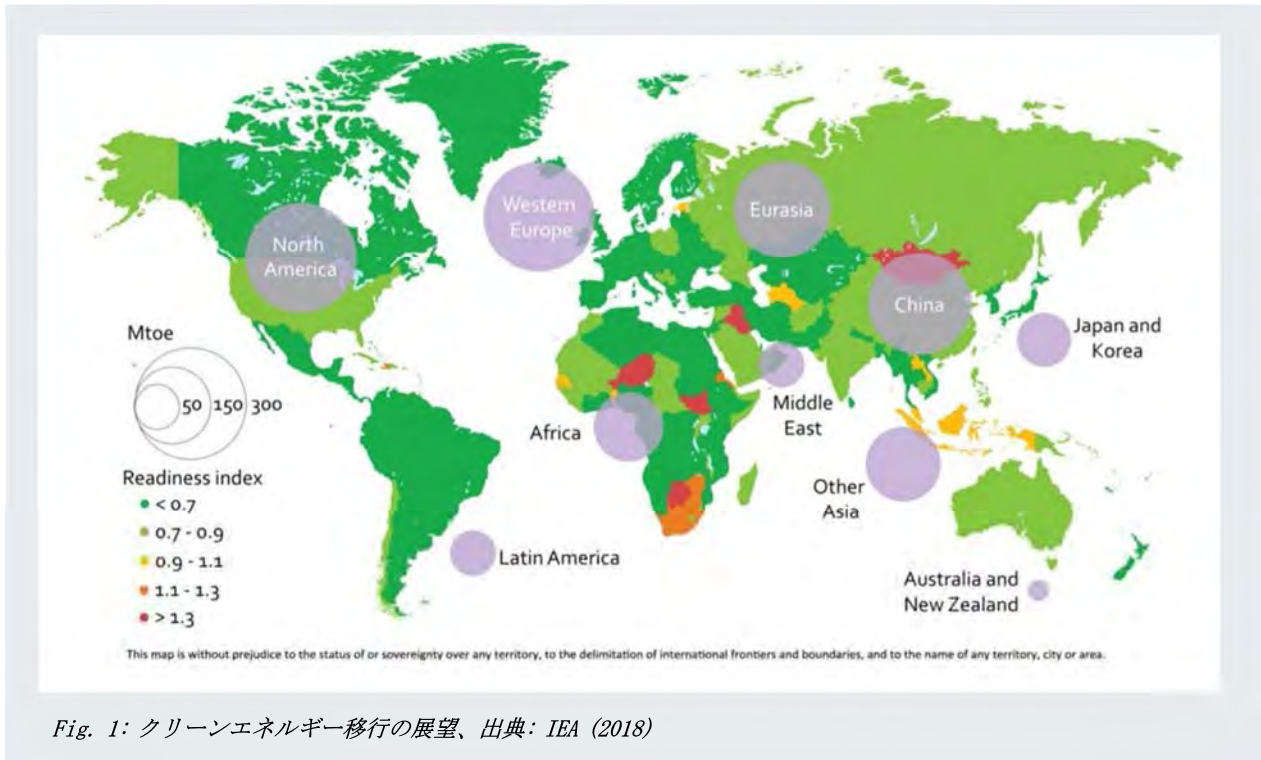 Western
Europe
Eurasia
North
America
China
Mtoe
50 150 300
Japan and
Korea
Middle
East
Africa
Readiness index
< 0.7
0.7 - 0.9
0.9 - 1.1
1.1 - 1.3
> 1.3
Other
Asia
Latin America
Australia and
New Zealand
This map is without prejudice to the status of or sovereignty over any territory, to the delimitation of international frontiers and boundaries, and to the name of any territory, city or area.
Fig. 1: クリーンエネルギー移行の展望、出典: IEA (2018)